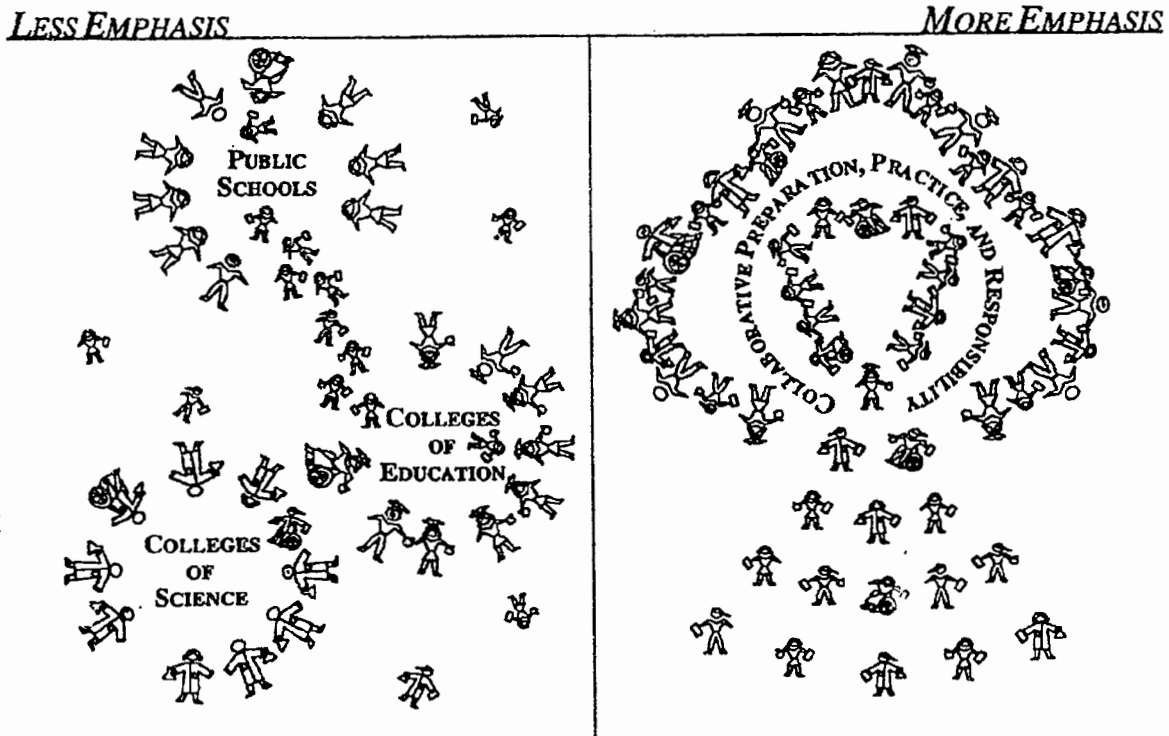 LESS EMPHASIS
MORE EMPHASIS
PUBLIC
SCHOOLS
COLLEGES
OF
EDUCATION
COLLEGES
OF
SCIENCE
COLLABORATIVE PREPARATION, PRACTICE, AND RESPONSIBILITY